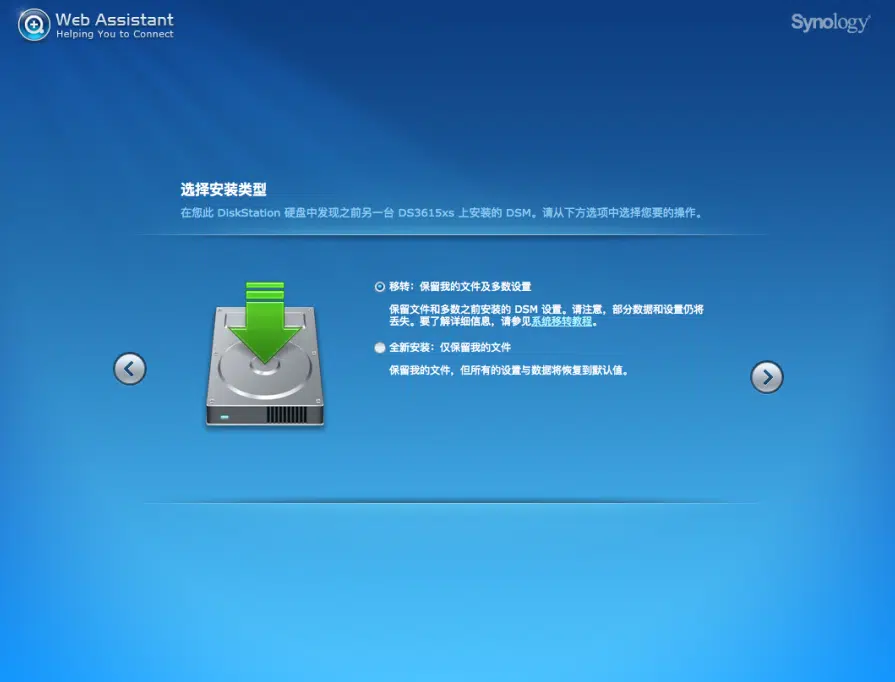 Web Assistant
Helping You to Connect
Synology
选择安装类型
在您此 DiskStation 硬盘中发现之前另一台 DS3615xs 上安装的 DSM。请从下方选项中选择您要的操作。
移转：保留我的文件及多数设置
保留文件和多数之前安装的 DSM 设置。请注意，部分数据和设置仍将
丢失。要了解详细信息，请参见系统移转教程。
全新安装：仅保留我的文件
保留我的文件，但所有的设置与数据将恢复到默认值。